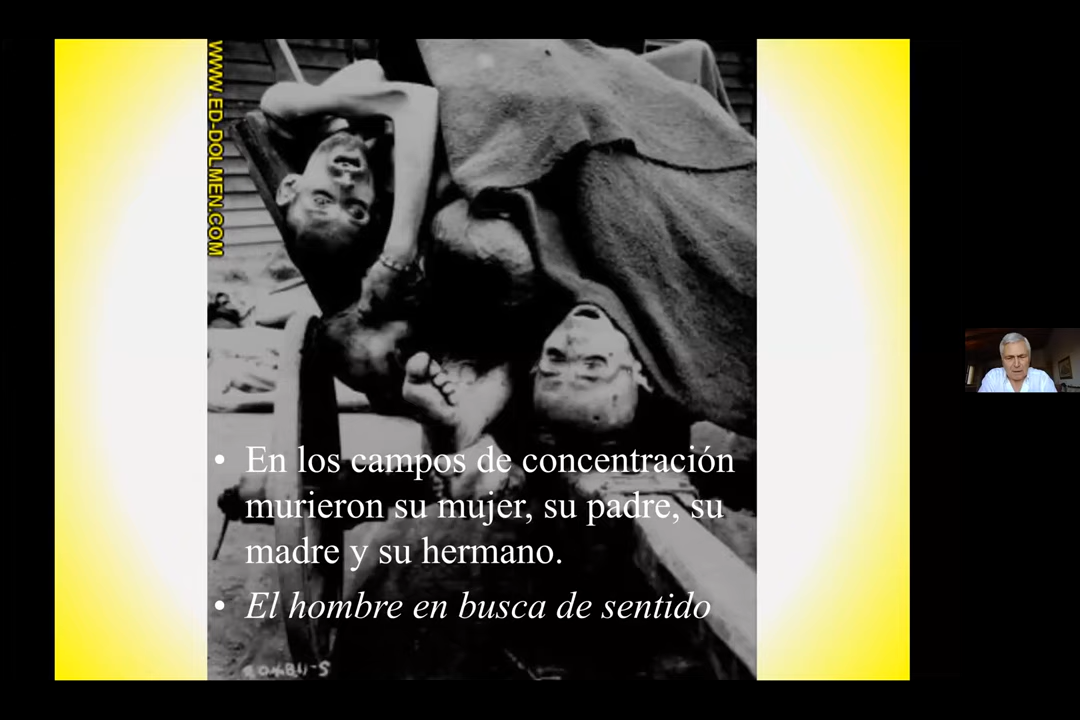 WWW.ED-DOLMEN.COM
• En los campos de concentración
murieron su mujer, su padre, su
madre y su hermano.
• El hombre en busca de sentido